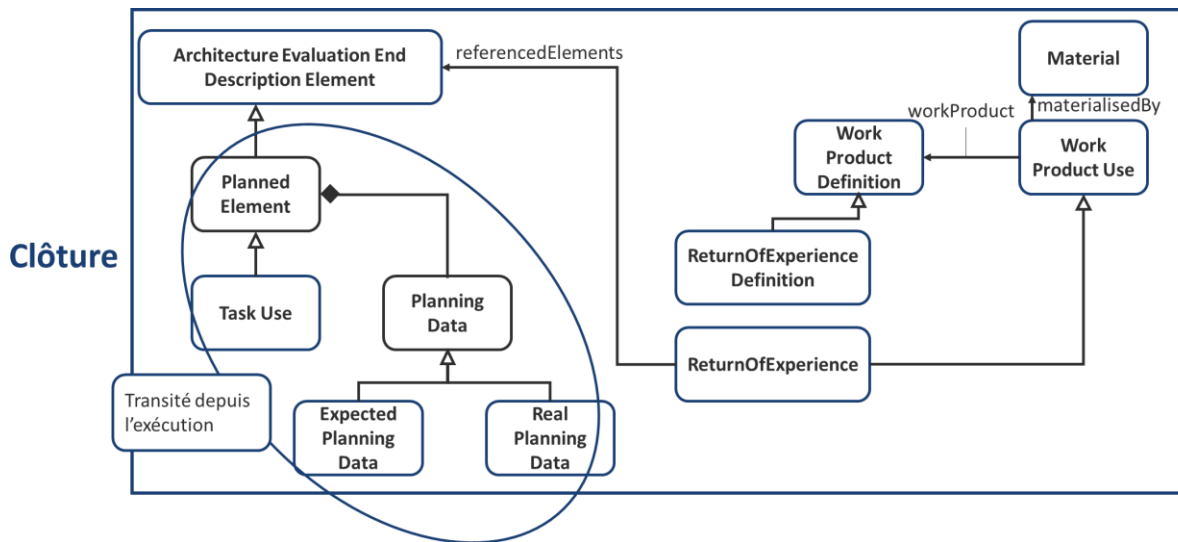 Architecture Evaluation End
Description Element
referencedElements
Material
workProduct
materialisedBy
Work
Product
Definition
Work
Product Use
Planned
Element
Clôture
ReturnOfExperience
Definition
Task Use
Planning
Data
ReturnOfExperience
Transité depuis
l'exécution
Expected
Planning
Data
Real
Planning
Data